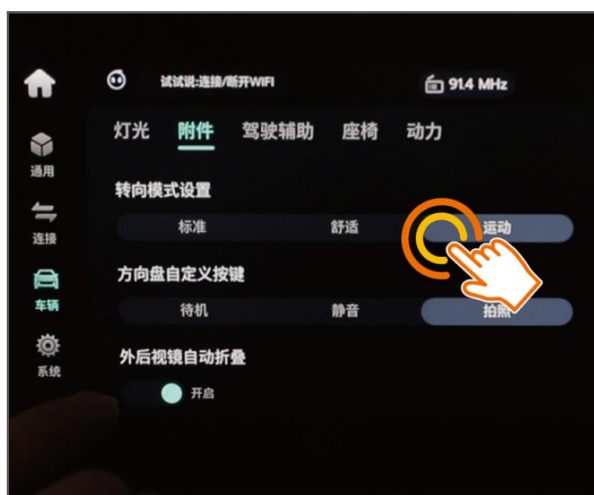 试试说:连接/断开WIFI
91.4 MHz
灯光 附件 驾驶辅助 座椅 动力
通用
转向模式设置
标准 舒适 运动
连接
方向盘自定义按键
待机 静音 拍照
车辆
外后视镜自动折叠
系统
开启